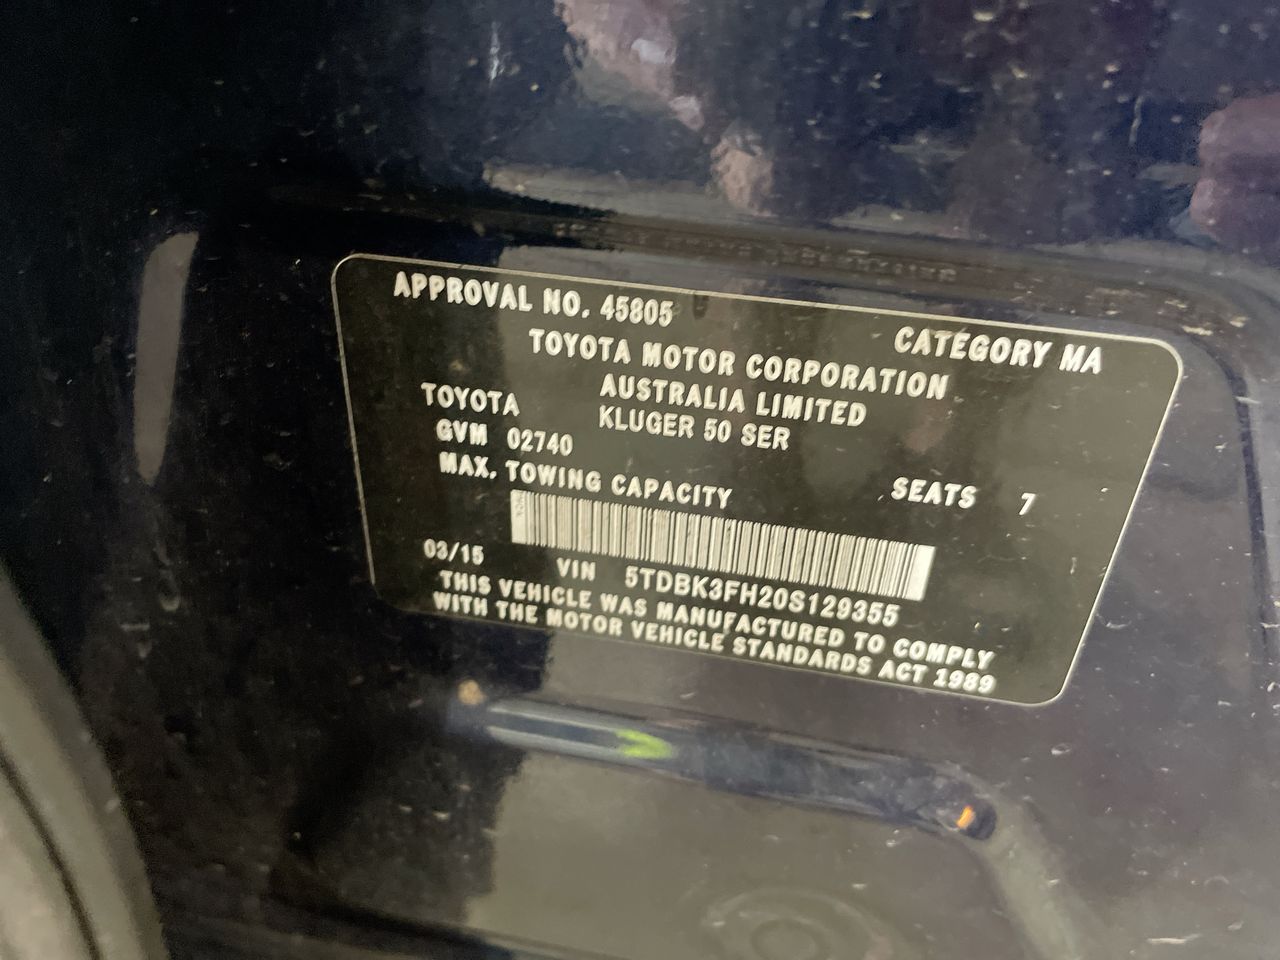 APPROVAL NO. 45805 CATEGORY MA
TOYOTA MOTOR CORPORATION
AUSTRALIA LIMITED
TOYOTA KLUGER 50 SER
GVM 02740
MAX. TOWING CAPACITY SEATS 7
03/15 VIN 5TDBK3FH20S129355
THIS VEHICLE WAS MANUFACTURED TO COMPLY
WITH THE MOTOR VEHICLE STANDARDS ACT 1989